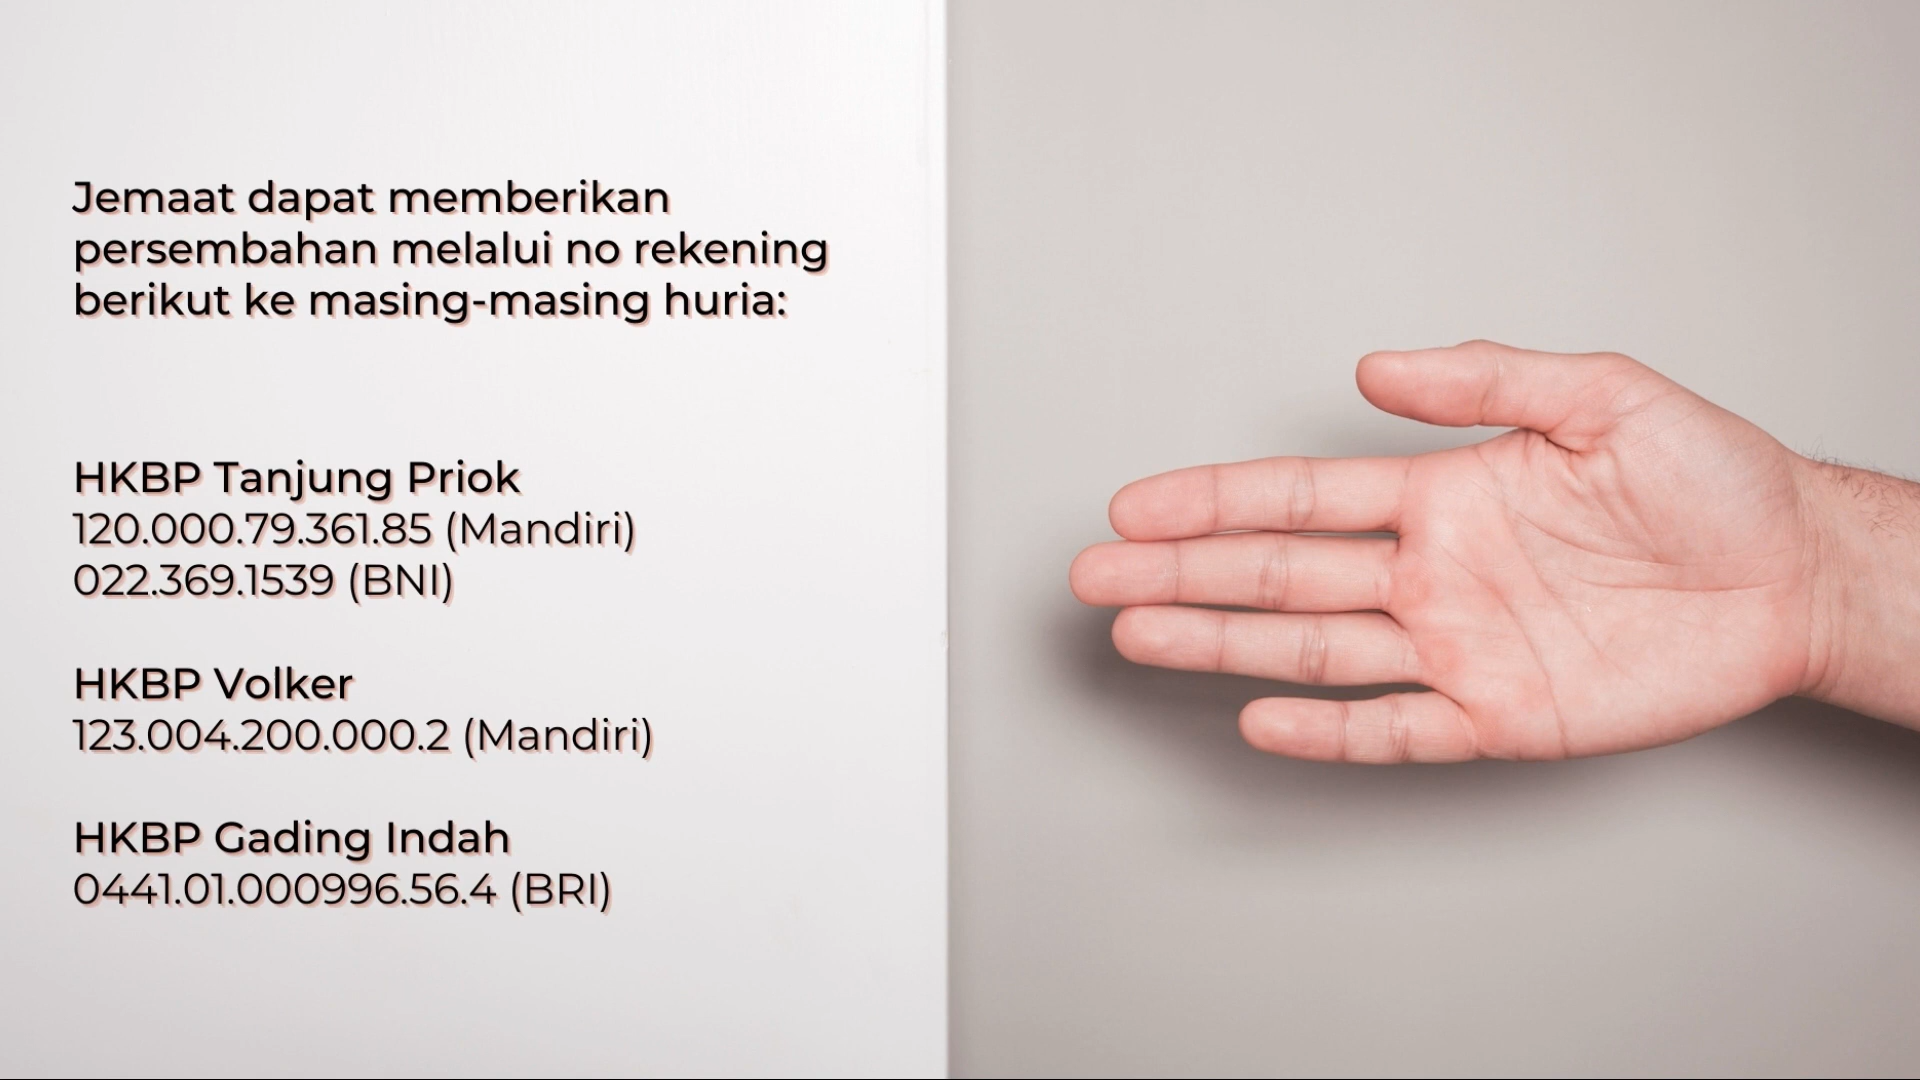 Jemaat dapat memberikan
persembahan melalui no rekening
berikut ke masing-masing huria:
HKBP Tanjung Priok
120.000.79.361.85 (Mandiri)
022.369.1539 (BNI)
HKBP Volker
123.004.200.000.2 (Mandiri)
HKBP Gading Indah
0441.01.000996.56.4 (BRI)